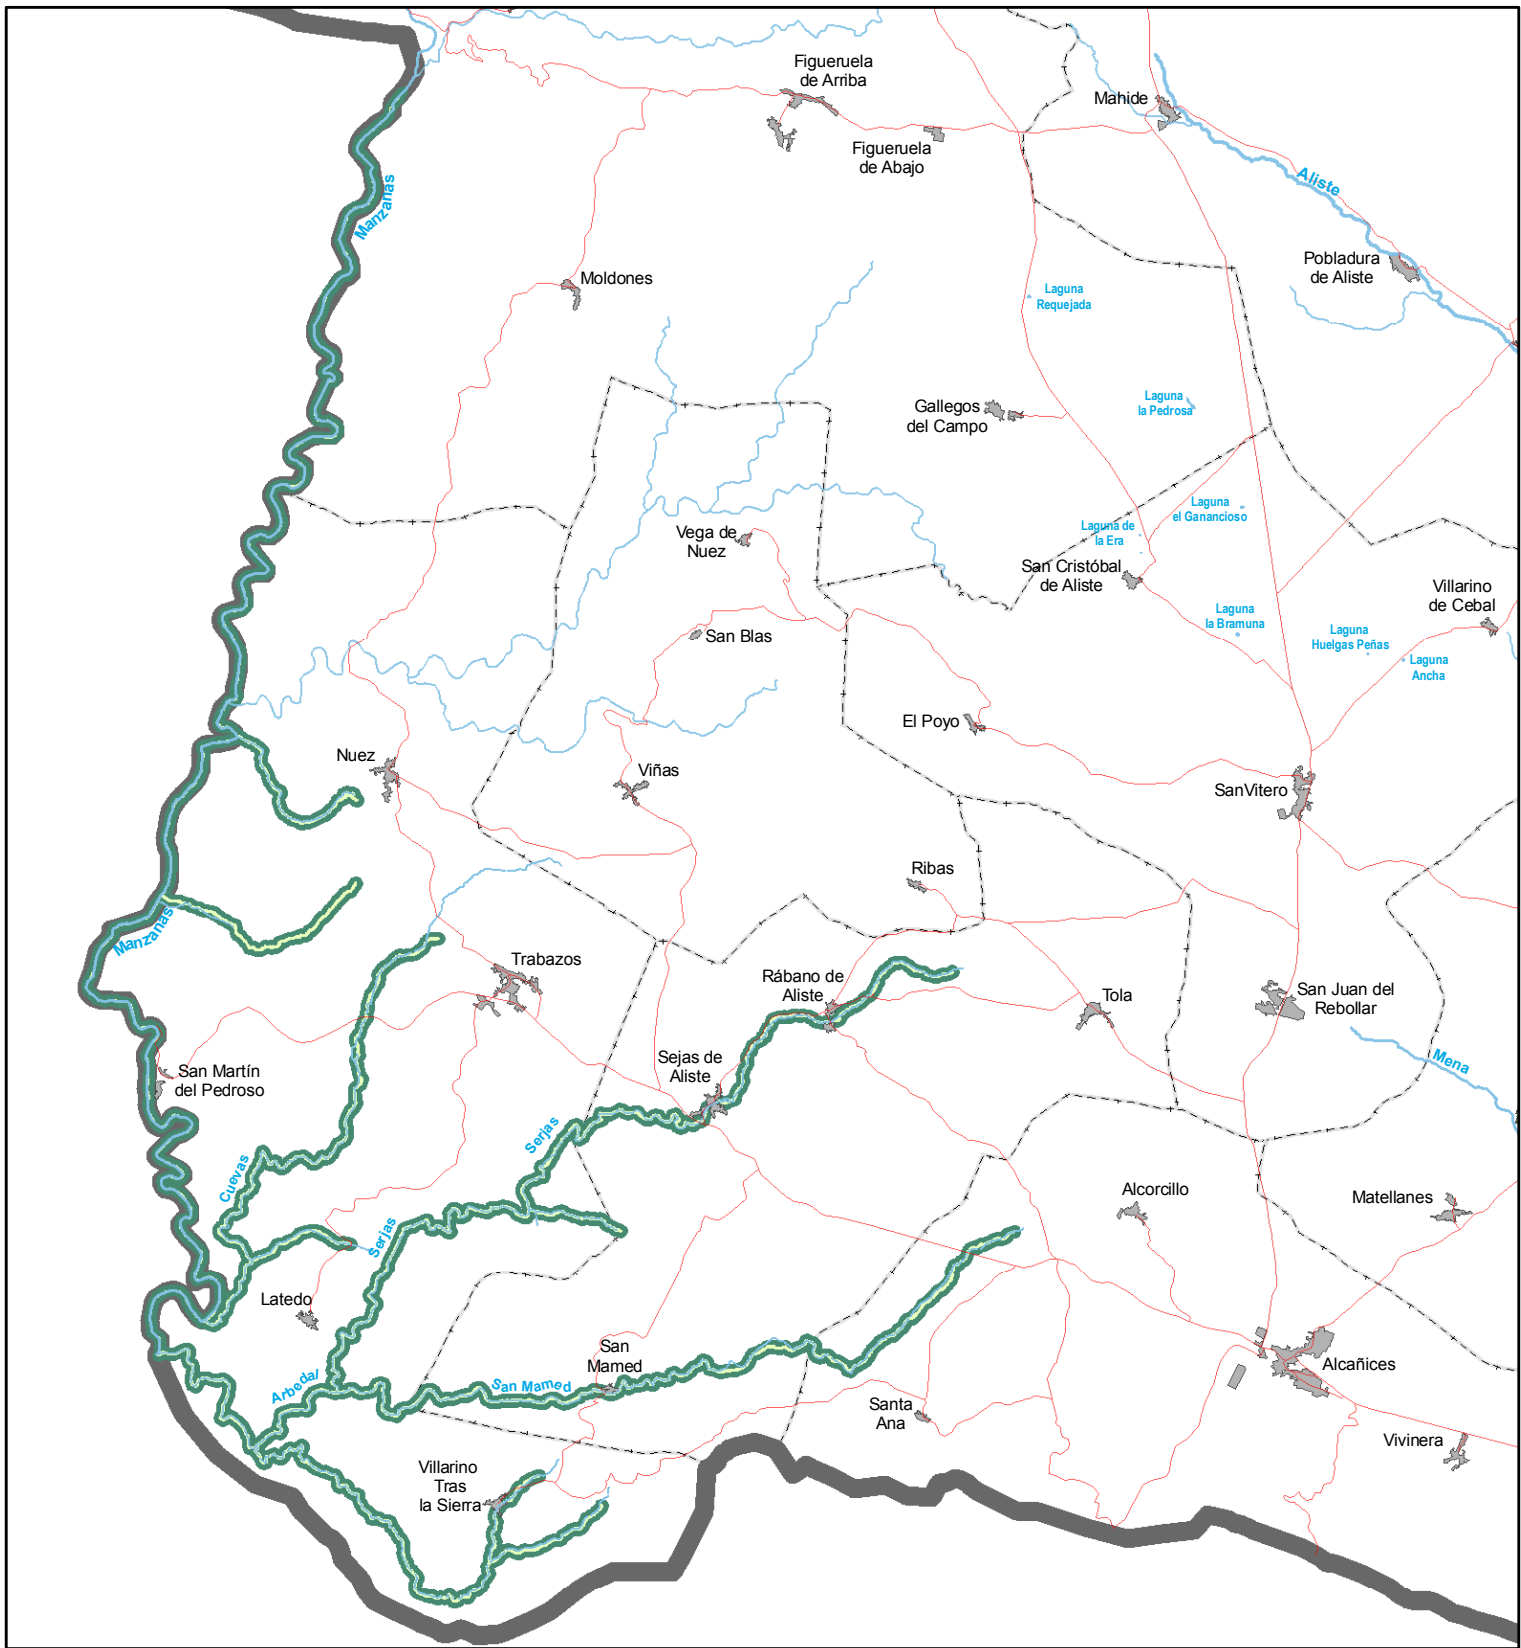 Figueruela
de Arriba
Mahide
Figueruela
de Abajo
Aliste
Manzanas
Pobladura
de Aliste
Moldones
Laguna
Requejada
Laguna
la Pedrosa
Gallegos
del Campo
Laguna
el Ganancioso
Laguna de
la Era
Vega de
Nuez
San Cristóbal
de Aliste
Villarino
de Cebal
Laguna
la Bramuna
Laguna
Huelgas Peñas
Laguna
Ancha
San Blas
El Poyo
Nuez
Viñas
SanVitero
Ribas
Manzanas
Trabazos
Rábano de
Aliste
Tola
San Juan del
Rebollar
Mena
San Martín
del Pedroso
Sejas de
Aliste
Serjas
Cuevas
Alcorcillo
Matellanes
Serjas
Latedo
San
Mamed
Alcañices
Arbedal
San Mamed
Santa
Ana
Vivinera
Villarino
Tras
la Sierra